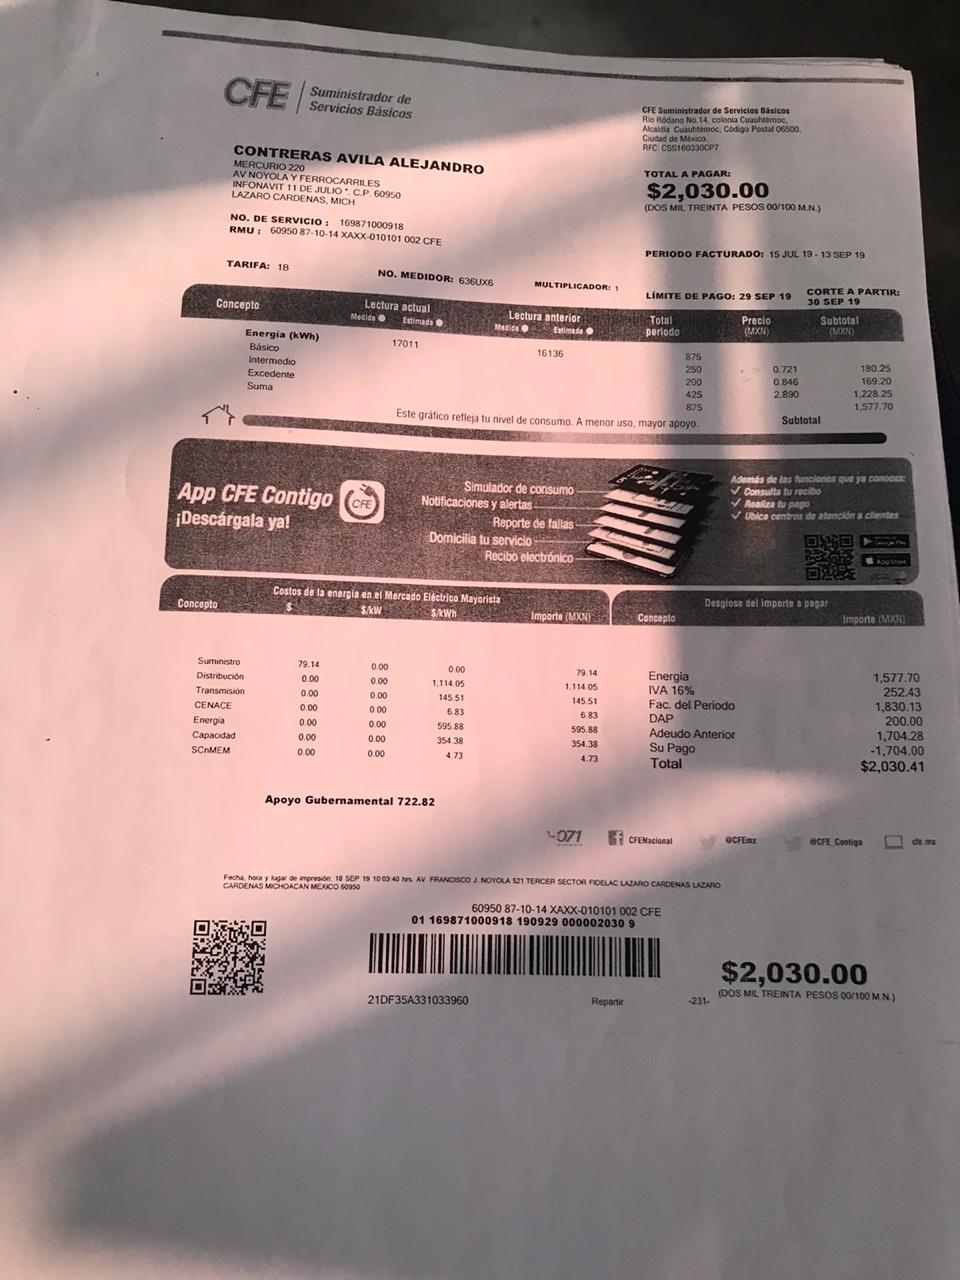 CFE Suministrador de
Servicios Básicos
CFE Suministrador de Servicios Básicos
Río Ródano No. 14, colonia Cuauhtémoc,
Alcaldía Cuauhtémoc, Código Postal 06500,
Ciudad de México.
RFC: CSS160330CP7
CONTRERAS AVILA ALEJANDRO
MERCURIO 220
AV NOYOLA Y FERROCARRILES
INFONAVIT 11 DE JULIO *, C.P. 60950
LAZARO CARDENAS, MICH
TOTAL A PAGAR:
$2,030.00
(DOS MIL TREINTA PESOS 00/100 M.N.)
NO. DE SERVICIO : 169871000918
RMU : 60950 87-10-14 XAXX-010101 002 CFE
PERIODO FACTURADO: 15 JUL 19 - 13 SEP 19
TARIFA: 1B NO. MEDIDOR: 636UX6 MULTIPLICADOR: 1
LÍMITE DE PAGO: 29 SEP 19 CORTE A PARTIR:
30 SEP 19
Concepto Lectura actual Lectura anterior Total Precio Subtotal
Medida Estimada Medida Estimada periodo (MXN) (MXN)
Energía (kWh) 17011 16136 875
Básico 250 0.721 180.25
Intermedio 200 0.846 169.20
Excedente 425 2.890 1,228.25
Suma 875 1,577.70
Este gráfico refleja tu nivel de consumo. A menor uso, mayor apoyo. Subtotal
App CFE Contigo CFE
¡Descárgala ya!
Simulador de consumo
Notificaciones y alertas
Reporte de fallas
Domicilia tu servicio
Recibo electrónico
Además de las funciones que ya conoces:
✓ Consulta tu recibo
✓ Realiza tu pago
✓ Ubica centros de atención a clientes
Google Play
App Store
Costos de la energía en el Mercado Eléctrico Mayorista
Concepto $ $/kW $/kWh Importe (MXN)
Suministro 79.14 0.00 0.00 79.14
Distribución 0.00 0.00 1,114.05 1,114.05
Transmisión 0.00 0.00 145.51 145.51
CENACE 0.00 0.00 6.83 6.83
Energía 0.00 0.00 595.88 595.88
Capacidad 0.00 0.00 354.38 354.38
SCnMEM 0.00 0.00 4.73 4.73
Desglose del importe a pagar
Concepto Importe (MXN)
Energía 1,577.70
IVA 16% 252.43
Fac. del Periodo 1,830.13
DAP 200.00
Adeudo Anterior 1,704.28
Su Pago -1,704.00
Total $2,030.41
Apoyo Gubernamental 722.82
071 CFENacional @CFEmx @CFE_Contigo cfe.mx
Fecha, hora y lugar de impresión: 18 SEP 19 10:03:40 hrs. AV. FRANCISCO J. NOYOLA 521 TERCER SECTOR FIDELAC LAZARO CARDENAS LAZARO
CARDENAS MICHOACAN MEXICO 60950
60950 87-10-14 XAXX-010101 002 CFE
01 169871000918 190929 000002030 9
21DF35A331033960 Repartir -231-
$2,030.00
(DOS MIL TREINTA PESOS 00/100 M.N.)